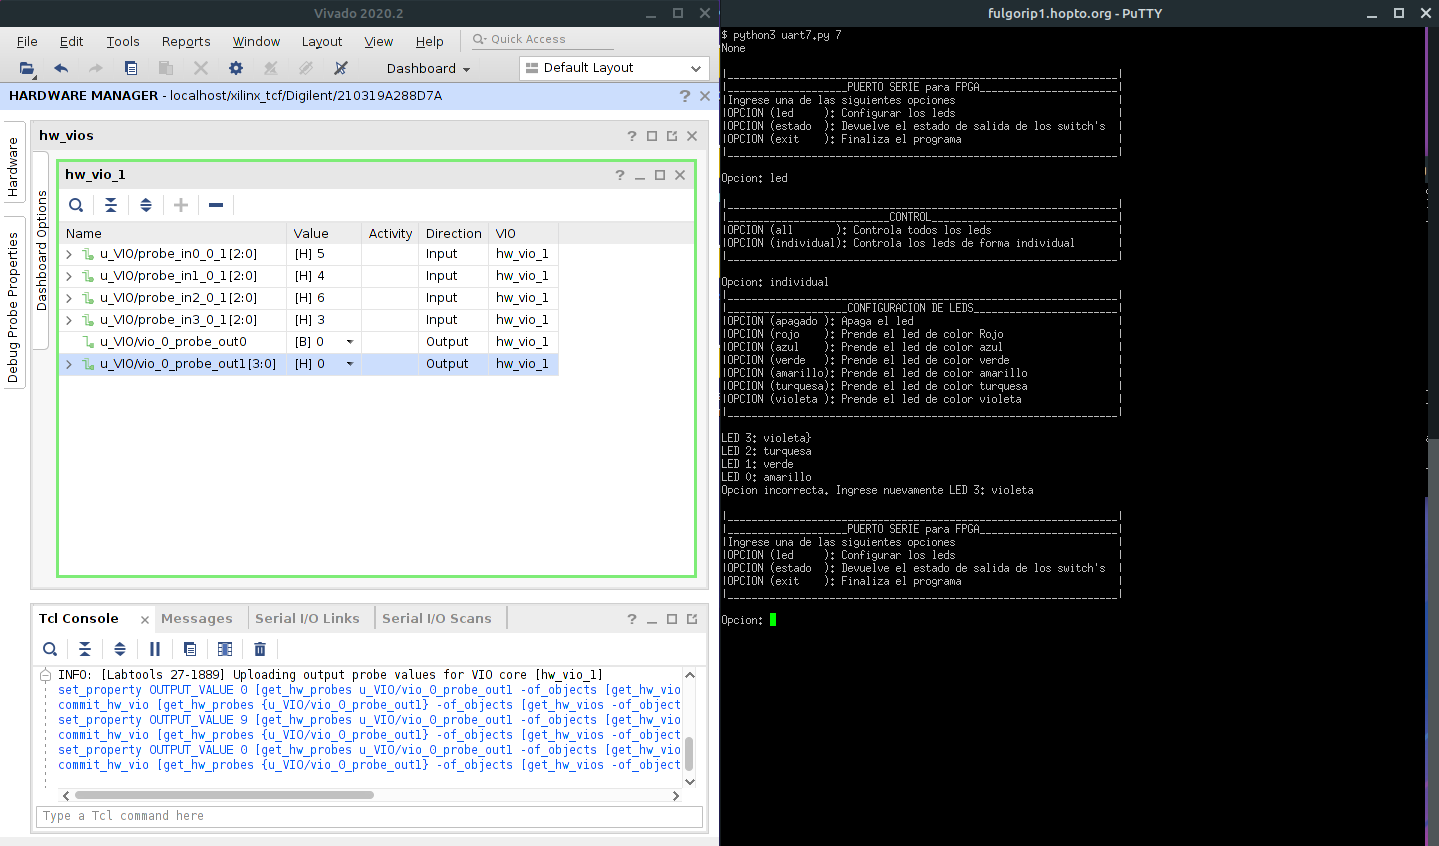 Vivado 2020.2
File Edit Tools Reports Window Layout View Help Quick Access
Dashboard Default Layout
HARDWARE MANAGER - localhost/xilinx_tcf/Digilent/210319A288D7A
Hardware
Debug Probe Properties
hw_vios
Dashboard Options
hw_vio_1
Name Value Activity Direction VIO
u_VIO/probe_in0_0_1[2:0] [H] 5 Input hw_vio_1
u_VIO/probe_in1_0_1[2:0] [H] 4 Input hw_vio_1
u_VIO/probe_in2_0_1[2:0] [H] 6 Input hw_vio_1
u_VIO/probe_in3_0_1[2:0] [H] 3 Input hw_vio_1
u_VIO/vio_0_probe_out0 [B] 0 Output hw_vio_1
u_VIO/vio_0_probe_out1[3:0] [H] 0 Output hw_vio_1
Tcl Console Messages Serial I/O Links Serial I/O Scans
INFO: [Labtools 27-1889] Uploading output probe values for VIO core [hw_vio_1]
set_property OUTPUT_VALUE 0 [get_hw_probes u_VIO/vio_0_probe_out1 -of_objects [get_hw_vio
commit_hw_vio [get_hw_probes {u_VIO/vio_0_probe_out1} -of_objects [get_hw_vios -of_object
set_property OUTPUT_VALUE 9 [get_hw_probes u_VIO/vio_0_probe_out1 -of_objects [get_hw_vio
commit_hw_vio [get_hw_probes {u_VIO/vio_0_probe_out1} -of_objects [get_hw_vios -of_object
set_property OUTPUT_VALUE 0 [get_hw_probes u_VIO/vio_0_probe_out1 -of_objects [get_hw_vio
commit_hw_vio [get_hw_probes {u_VIO/vio_0_probe_out1} -of_objects [get_hw_vios -of_object
Type a Tcl command here
fulgorip1.hopto.org - PuTTY
$ python3 uart7.py 7
None
|_________________________________________________________________|
|____________________PUERTO SERIE para FPGA_______________________|
|Ingrese una de las siguientes opciones                           |
|OPCION (led     ): Configurar los leds                           |
|OPCION (estado  ): Devuelve el estado de salida de los switch's  |
|OPCION (exit    ): Finaliza el programa                          |
|_________________________________________________________________|
Opcion: led
|_________________________________________________________________|
|___________________________CONTROL_______________________________|
|OPCION (all       ): Controla todos los leds                     |
|OPCION (individual): Controla los leds de forma individual       |
|_________________________________________________________________|
Opcion: individual
|_________________________________________________________________|
|____________________CONFIGURACION DE LEDS________________________|
|OPCION (apagado ): Apaga el led                                  |
|OPCION (rojo    ): Prende el led de color Rojo                   |
|OPCION (azul    ): Prende el led de color azul                   |
|OPCION (verde   ): Prende el led de color verde                  |
|OPCION (amarillo): Prende el led de color amarillo               |
|OPCION (turquesa): Prende el led de color turquesa               |
|OPCION (violeta ): Prende el led de color violeta                |
|_________________________________________________________________|
LED 3: violeta}
LED 2: turquesa
LED 1: verde
LED 0: amarillo
Opcion incorrecta. Ingrese nuevamente LED 3: violeta
|_________________________________________________________________|
|____________________PUERTO SERIE para FPGA_______________________|
|Ingrese una de las siguientes opciones                           |
|OPCION (led     ): Configurar los leds                           |
|OPCION (estado  ): Devuelve el estado de salida de los switch's  |
|OPCION (exit    ): Finaliza el programa                          |
|_________________________________________________________________|
Opcion: